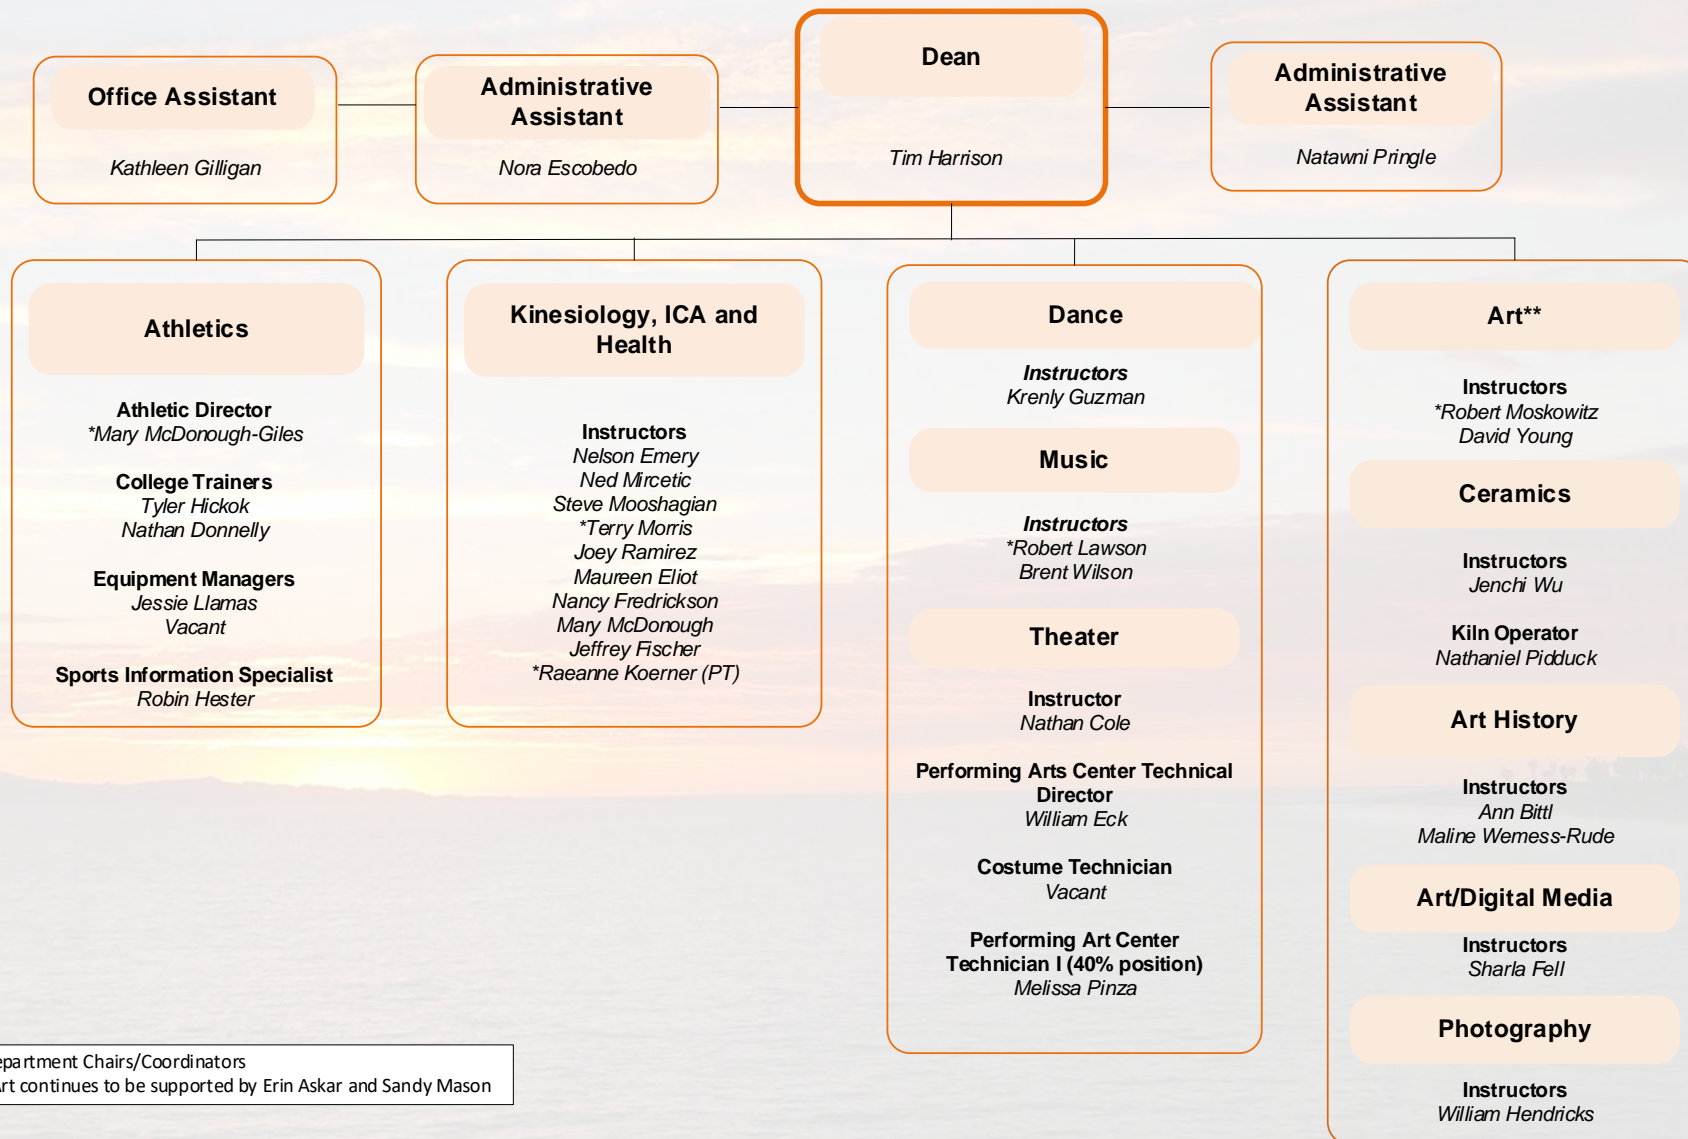 Office Assistant
Kathleen Gilligan
Administrative
Assistant
Nora Escobedo
Dean
Tim Harrison
Administrative
Assistant
Natawni Pringle
Athletics
Athletic Director
*Mary McDonough-Giles
College Trainers
Tyler Hickok
Nathan Donnelly
Equipment Managers
Jessie Llamas
Vacant
Sports Information Specialist
Robin Hester
Kinesiology, ICA and
Health
Instructors
Nelson Emery
Ned Mircetic
Steve Mooshagian
*Terry Morris
Joey Ramirez
Maureen Eliot
Nancy Fredrickson
Mary McDonough
Jeffrey Fischer
*Raeanne Koerner (PT)
Dance
Instructors
Krenly Guzman
Music
Instructors
*Robert Lawson
Brent Wilson
Theater
Instructor
Nathan Cole
Performing Arts Center Technical
Director
William Eck
Costume Technician
Vacant
Performing Art Center
Technician I (40% position)
Melissa Pinza
Art**
Instructors
*Robert Moskowitz
David Young
Ceramics
Instructors
Jenchi Wu
Kiln Operator
Nathaniel Pidduck
Art History
Instructors
Ann Bittl
Maline Werness-Rude
Art/Digital Media
Instructors
Sharla Fell
Photography
Instructors
William Hendricks
epartment Chairs/Coordinators
Art continues to be supported by Erin Askar and Sandy Mason